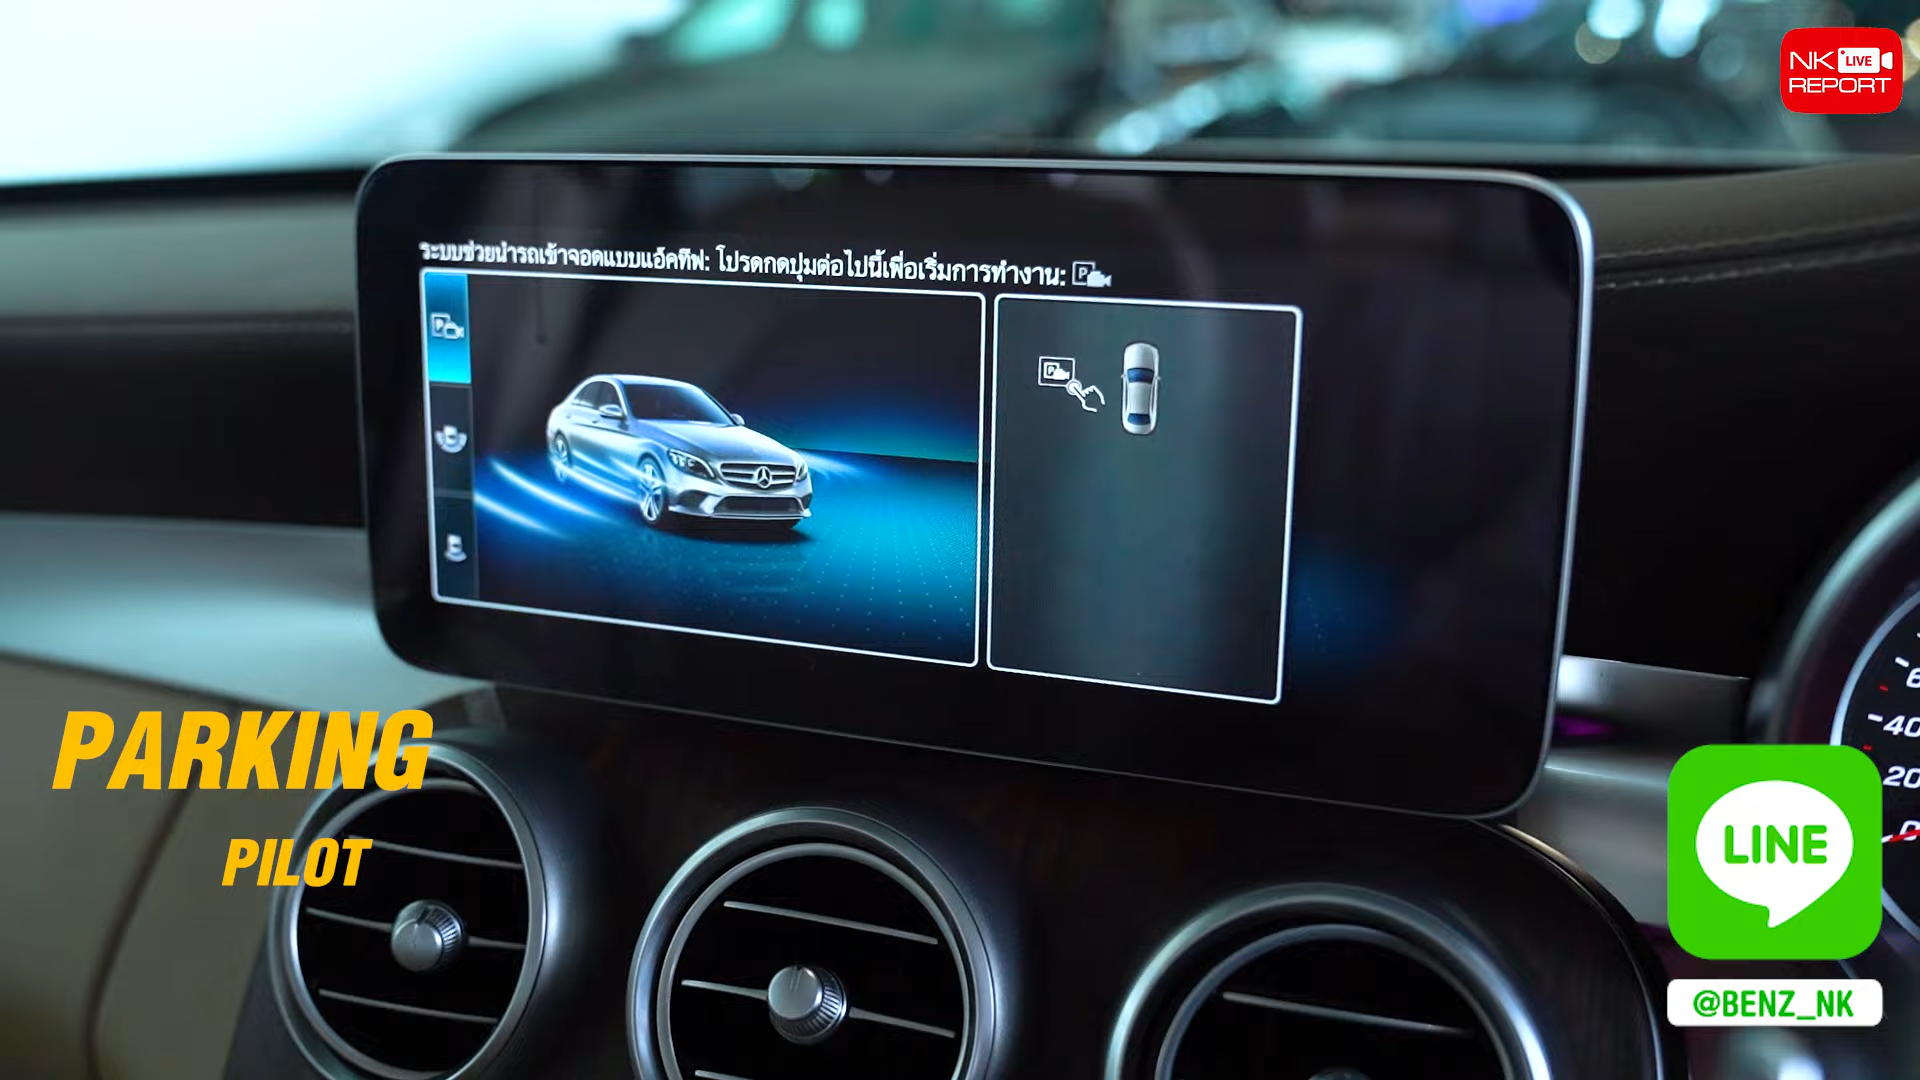 NK LIVE
REPORT
ระบบช่วยนำรถเข้าจอดแบบแอ็คทีฟ: โปรดกดปุ่มต่อไปนี้เพื่อเริ่มการทำงาน: P
P
P
PARKING
PILOT
40
20
0
LINE
@BENZ_NK